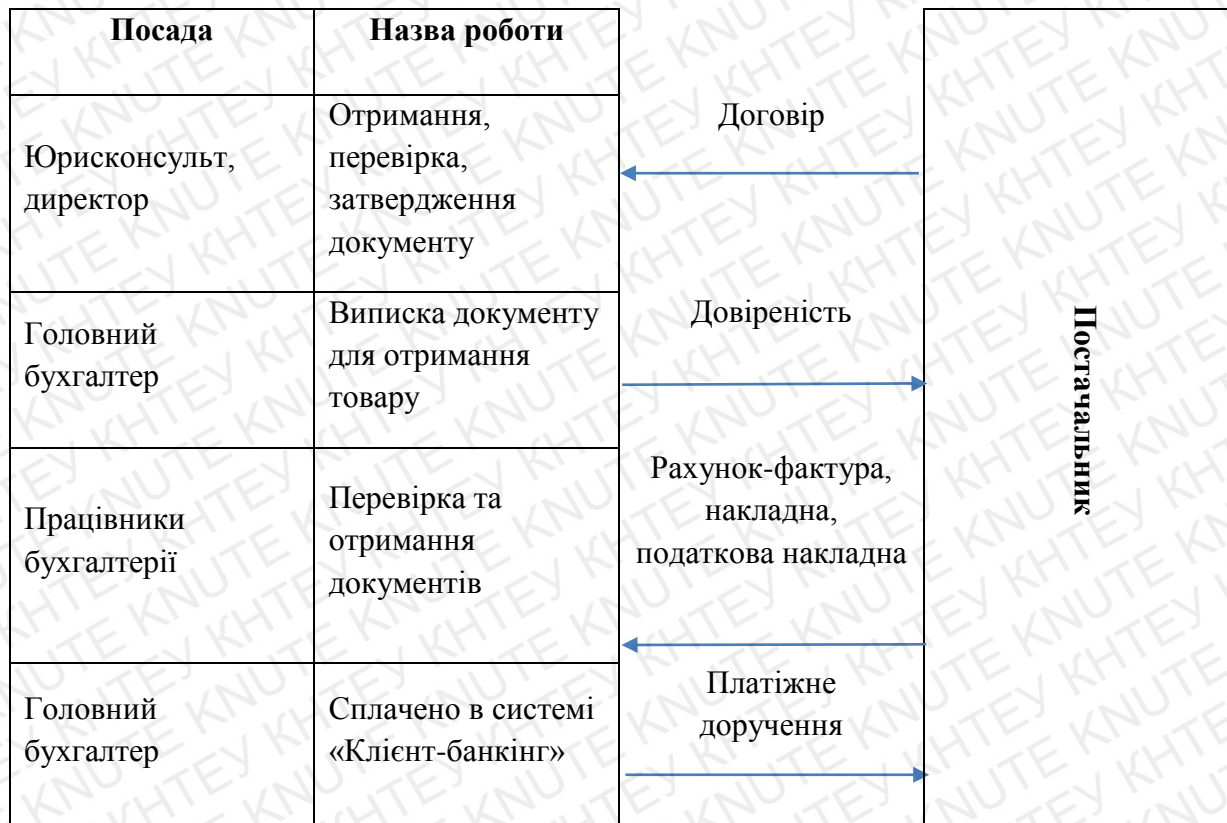 Посада
Назва роботи
Юрисконсульт,
директор
Отримання,
перевірка,
затвердження
документу
Договір
Головний
бухгалтер
Виписка документу
для отримання
товару
Довіреність
Працівники
бухгалтерії
Перевірка та
отримання
документів
Рахунок-фактура,
накладна,
податкова накладна
Головний
бухгалтер
Сплачено в системі
«Клієнт-банкінг»
Платіжне
доручення
Постачальник